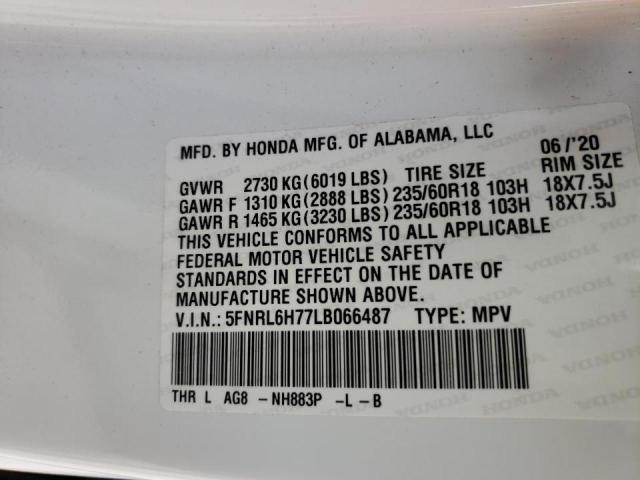 MFD. BY HONDA MFG. OF ALABAMA, LLC 06/'20
GVWR 2730 KG (6019 LBS) TIRE SIZE RIM SIZE
GAWR F 1310 KG (2888 LBS) 235/60R18 103H 18X7.5J
GAWR R 1465 KG (3230 LBS) 235/60R18 103H 18X7.5J
THIS VEHICLE CONFORMS TO ALL APPLICABLE
FEDERAL MOTOR VEHICLE SAFETY
STANDARDS IN EFFECT ON THE DATE OF
MANUFACTURE SHOWN ABOVE.
V.I.N.: 5FNRL6H77LB066487 TYPE: MPV
THR L AG8 -NH883P -L-B